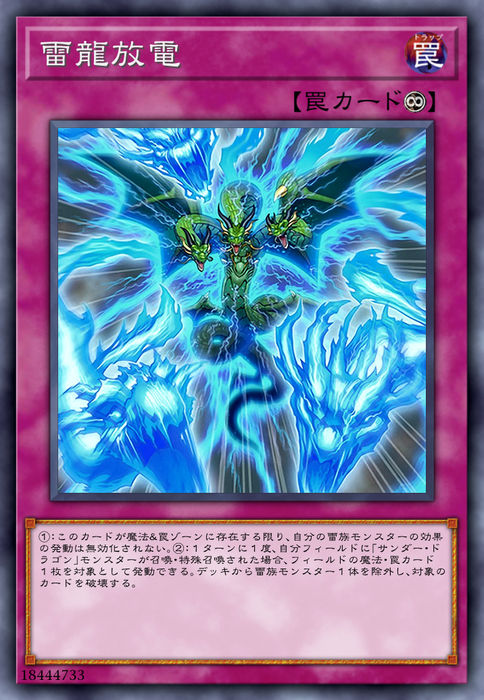 雷龍放電
トラップ
罠
【罠カード♾】
①:このカードが魔法&罠ゾーンに存在する限り、自分の雷族モンスターの効果
の発動は無効化されない。②:1ターンに1度、自分フィールドに「サンダー・ド
ラゴン」モンスターが召喚・特殊召喚された場合、フィールドの魔法・罠カード
1枚を対象として発動できる。デッキから雷族モンスター1体を除外し、対象の
カードを破壊する。
18444733